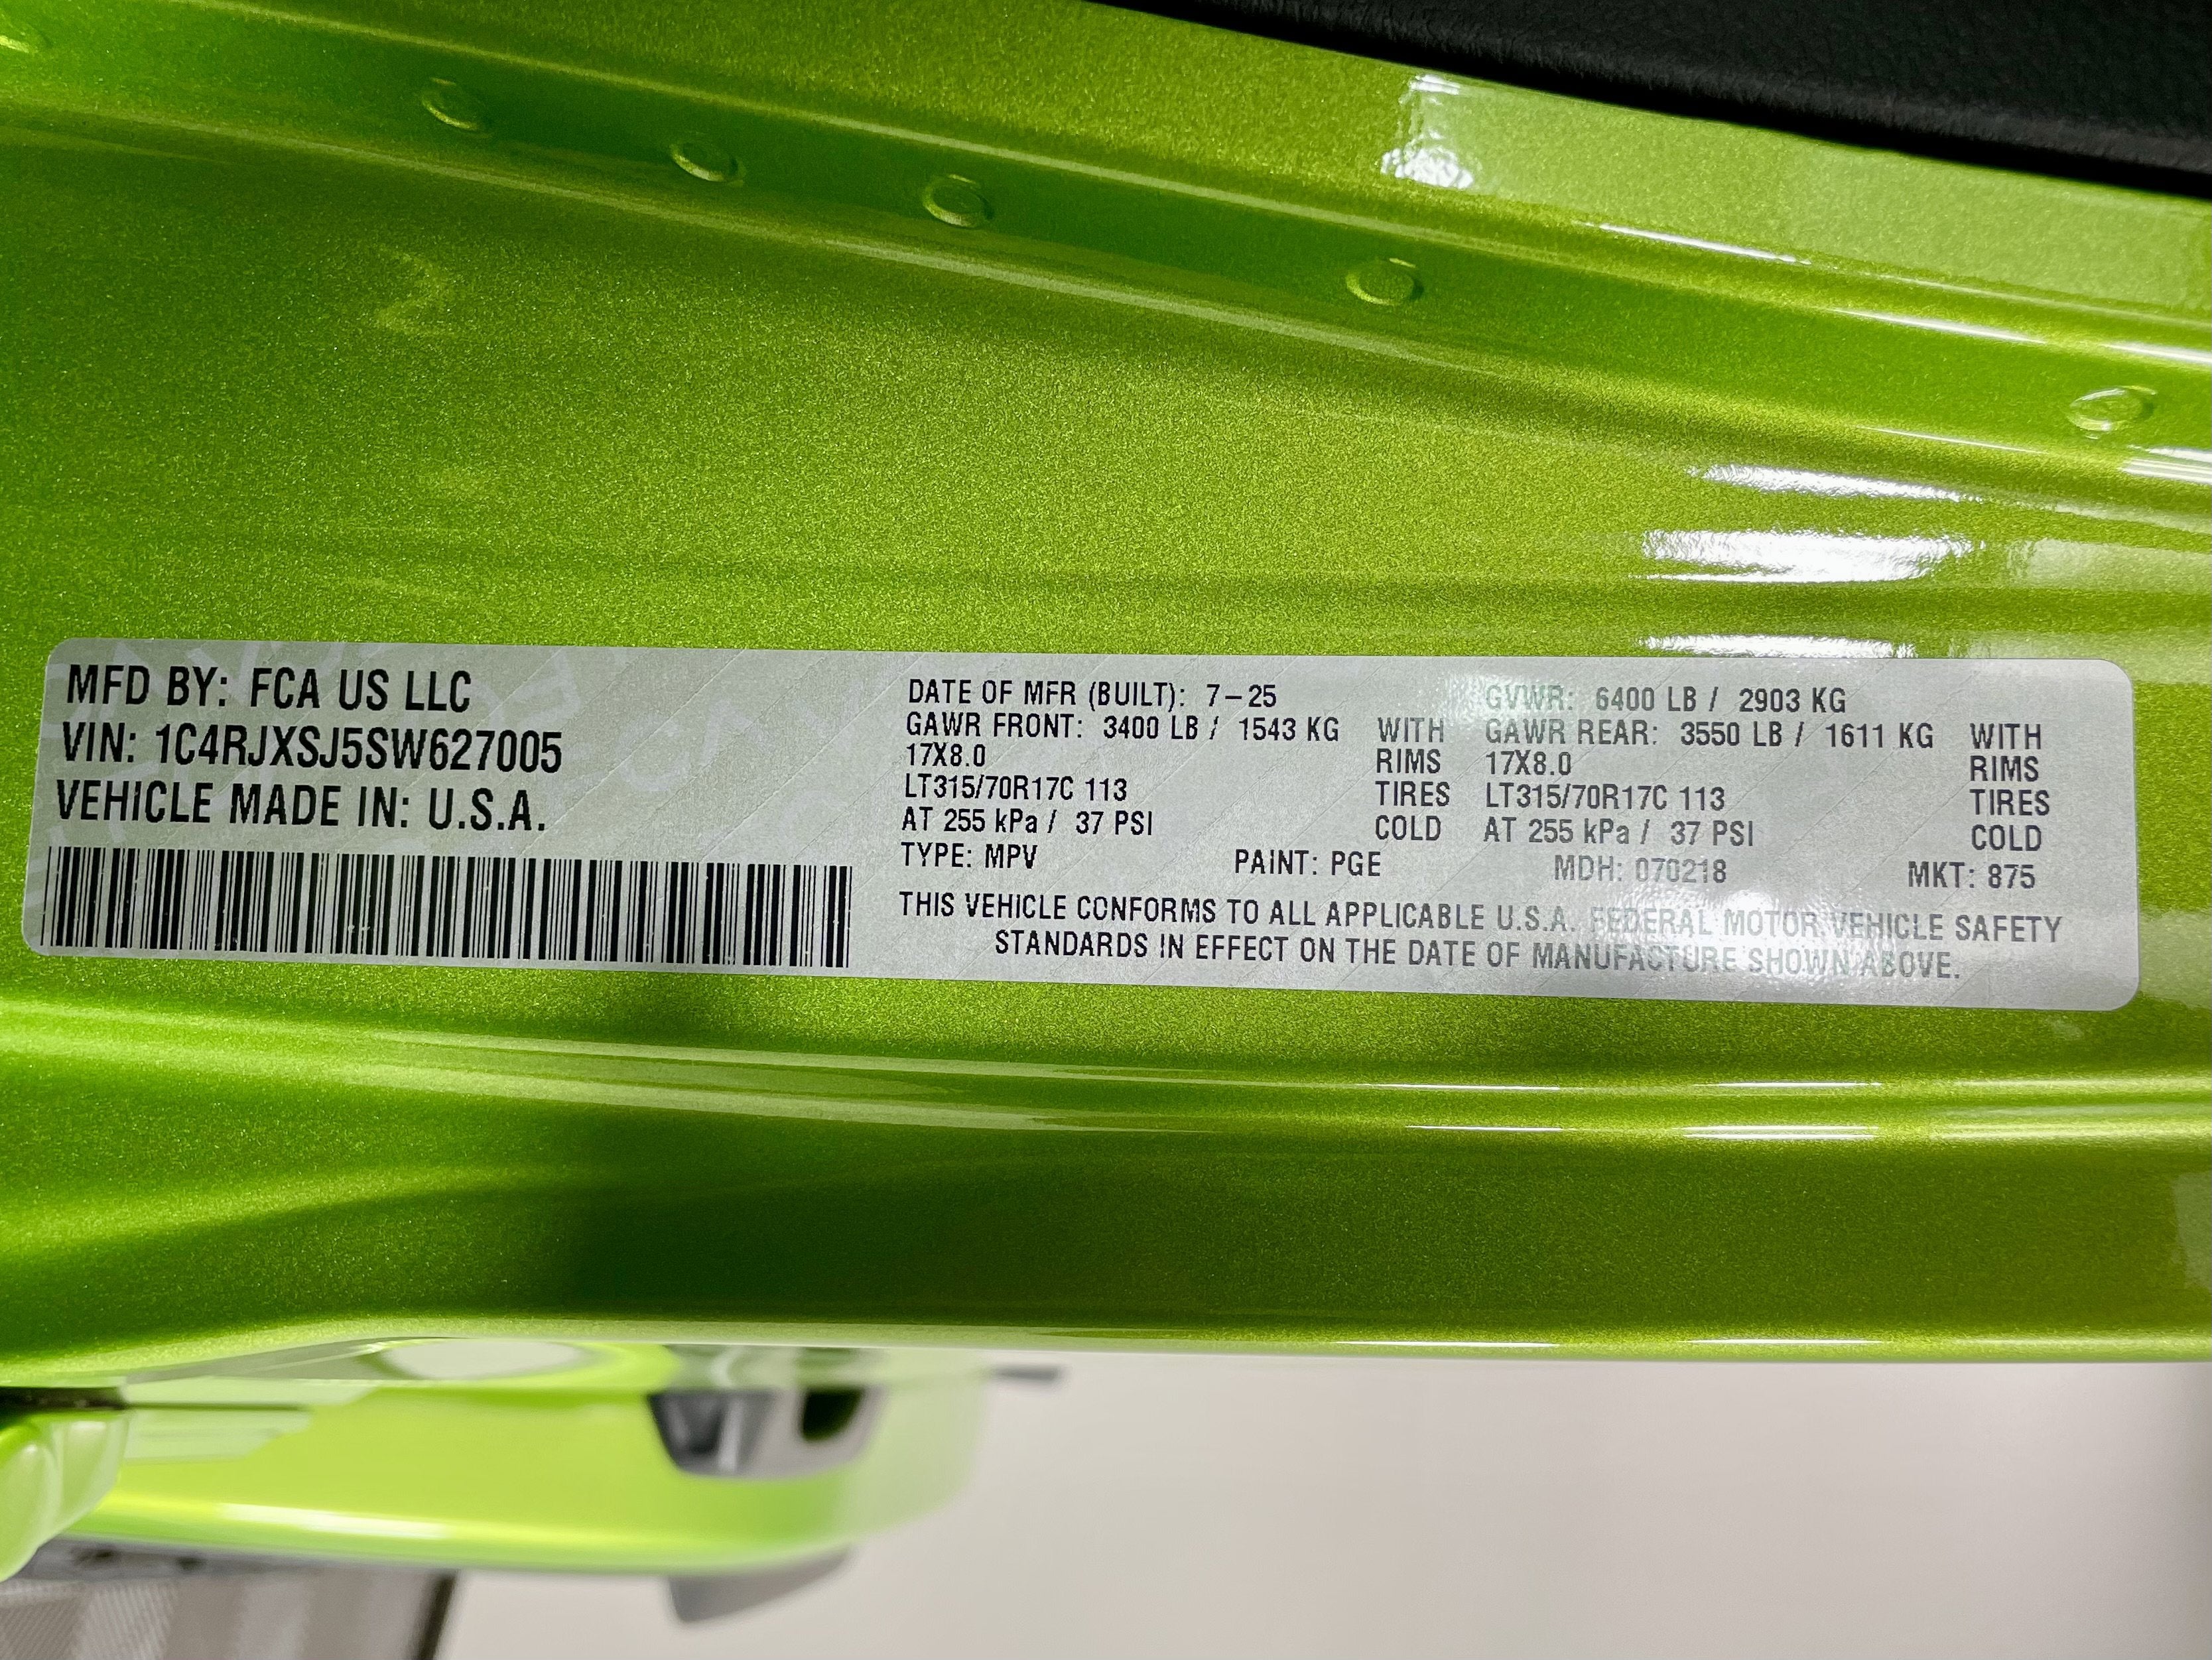 MFD BY: FCA US LLC
VIN: 1C4RJXSJ5SW627005
VEHICLE MADE IN: U.S.A.
DATE OF MFR (BUILT): 7-25 GVWR: 6400 LB / 2903 KG
GAWR FRONT: 3400 LB / 1543 KG WITH GAWR REAR: 3550 LB / 1611 KG WITH
17X8.0 RIMS 17X8.0 RIMS
LT315/70R17C 113 TIRES LT315/70R17C 113 TIRES
AT 255 kPa / 37 PSI COLD AT 255 kPa / 37 PSI COLD
TYPE: MPV PAINT: PGE MDH: 070218 MKT: 875
THIS VEHICLE CONFORMS TO ALL APPLICABLE U.S.A. FEDERAL MOTOR VEHICLE SAFETY
STANDARDS IN EFFECT ON THE DATE OF MANUFACTURE SHOWN ABOVE.